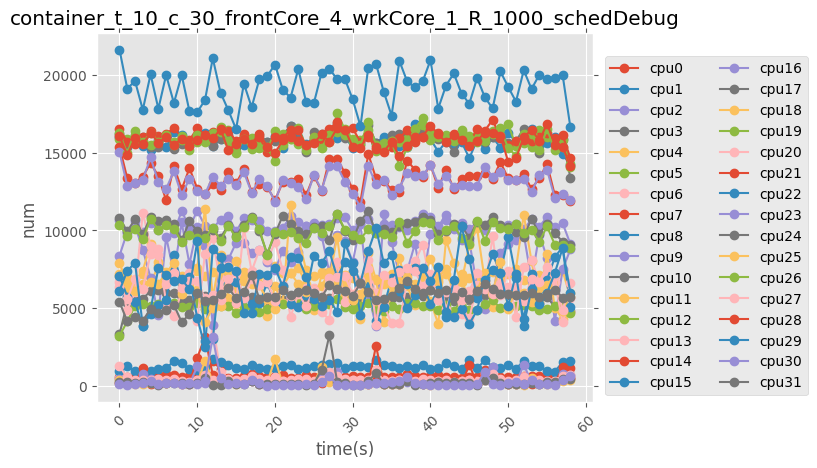 container_t_10_c_30_frontCore_4_wrkCore_1_R_1000_schedDebug
num
20000
15000
10000
5000
0
0
10
20
30
40
50
60
time(s)
cpu0
cpu1
cpu2
cpu3
cpu4
cpu5
cpu6
cpu7
cpu8
cpu9
cpu10
cpu11
cpu12
cpu13
cpu14
cpu15
cpu16
cpu17
cpu18
cpu19
cpu20
cpu21
cpu22
cpu23
cpu24
cpu25
cpu26
cpu27
cpu28
cpu29
cpu30
cpu31